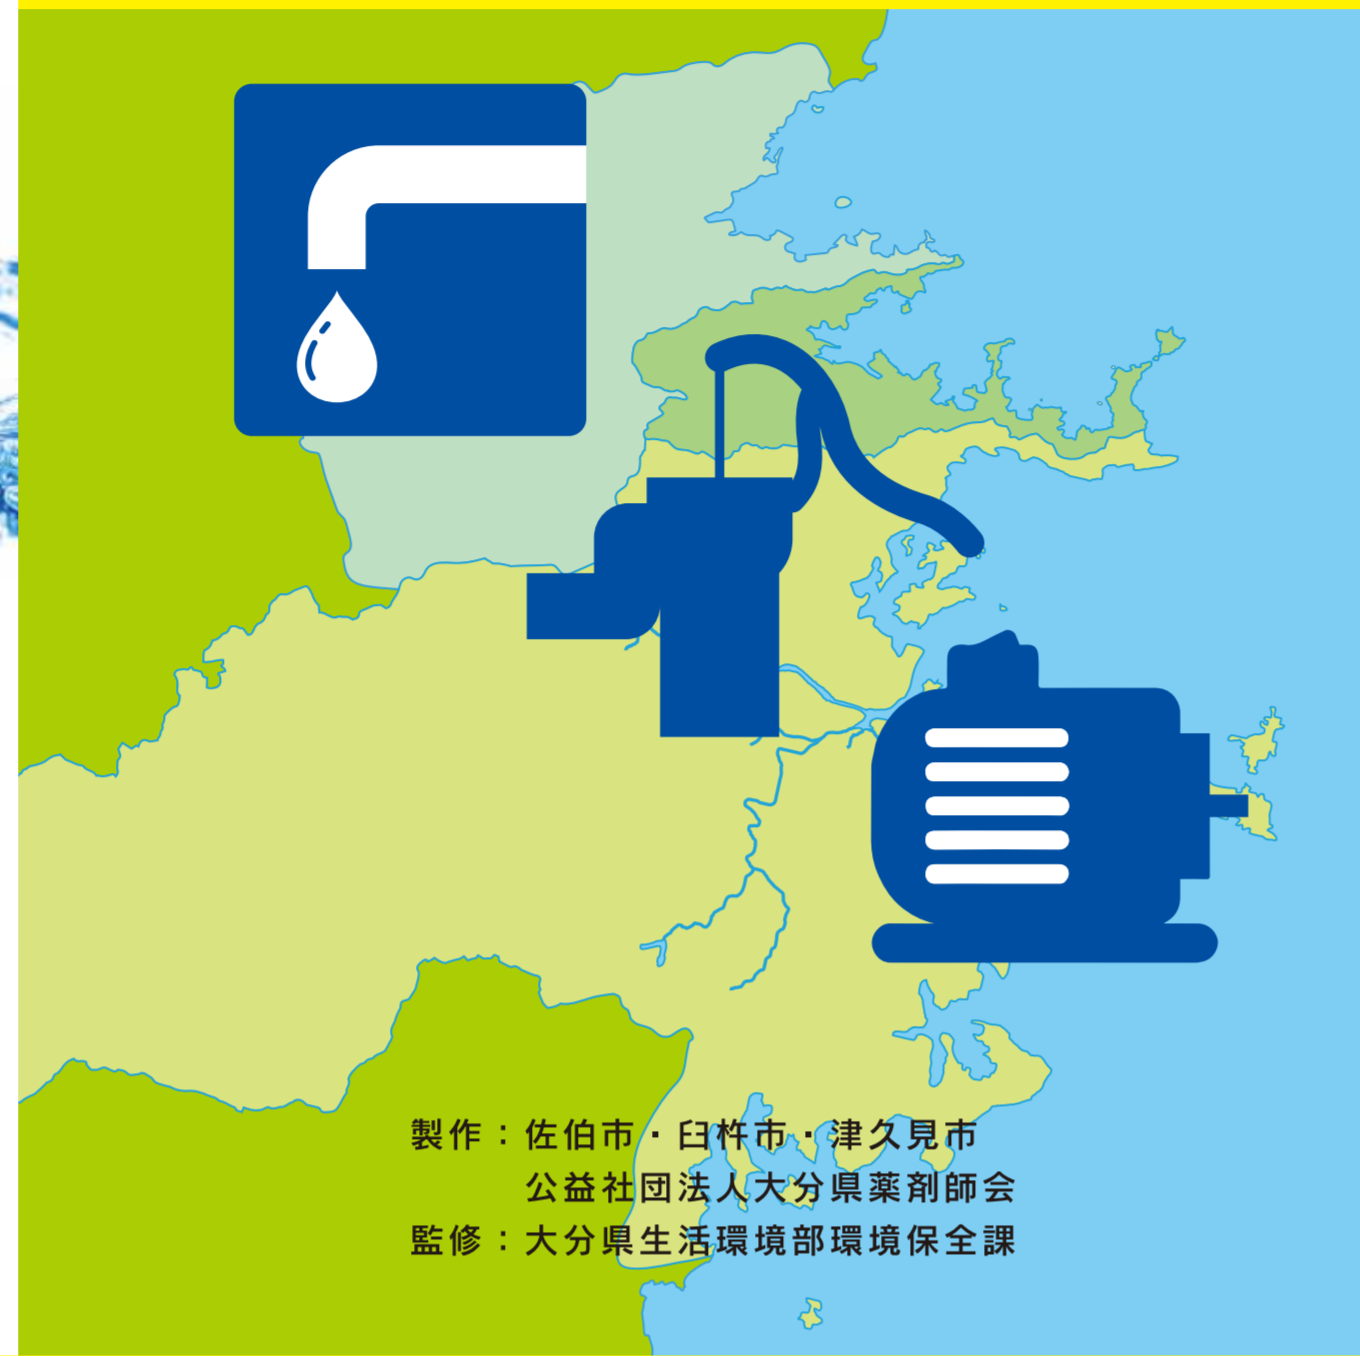 製作：佐伯市・臼杵市・津久見市
公益社団法人大分県薬剤師会
監修：大分県生活環境部環境保全課